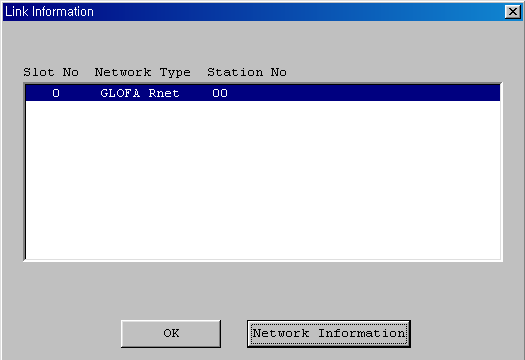 Link Information
Slot No Network Type Station No
0 GLOFA Rnet 00
OK Network Information